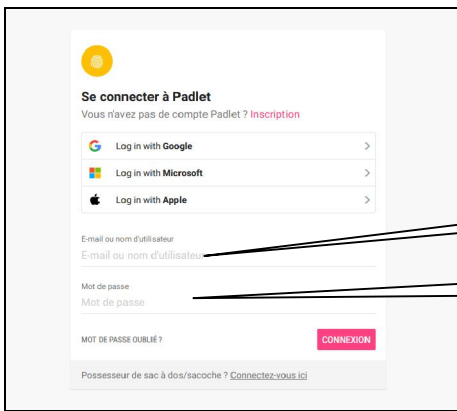 Se connecter à Padlet
Vous n'avez pas de compte Padlet ? Inscription
Log in with Google
Log in with Microsoft
Log in with Apple
E-mail ou nom d'utilisateur
E-mail ou nom d'utilisateur
Mot de passe
Mot de passe
MOT DE PASSE OUBLIÉ ?
CONNEXION
Possesseur de sac à dos/sacoche ? Connectez-vous ici